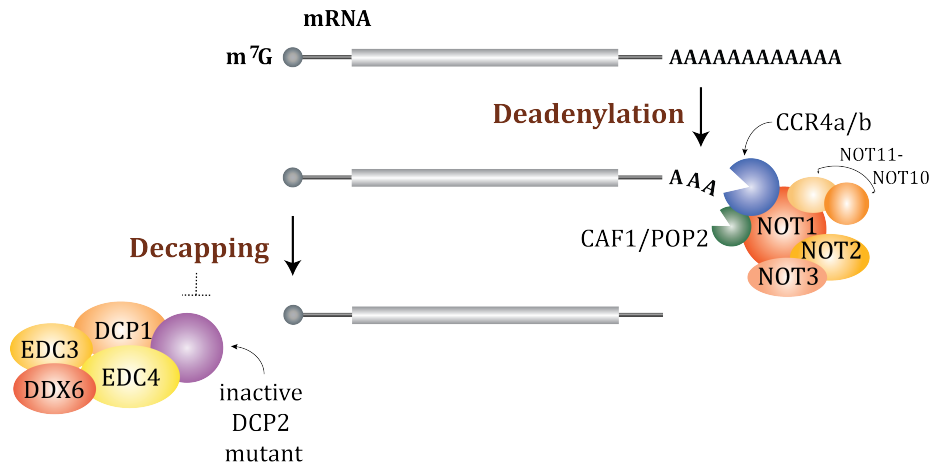 mRNA
m⁷G
AAAAAAAAAAAA
Deadenylation
CCR4a/b
NOT11-
NOT10
AAA
CAF1/POP2
NOT1
NOT2
NOT3
Decapping
DCP1
EDC3
EDC4
DDX6
inactive
DCP2
mutant